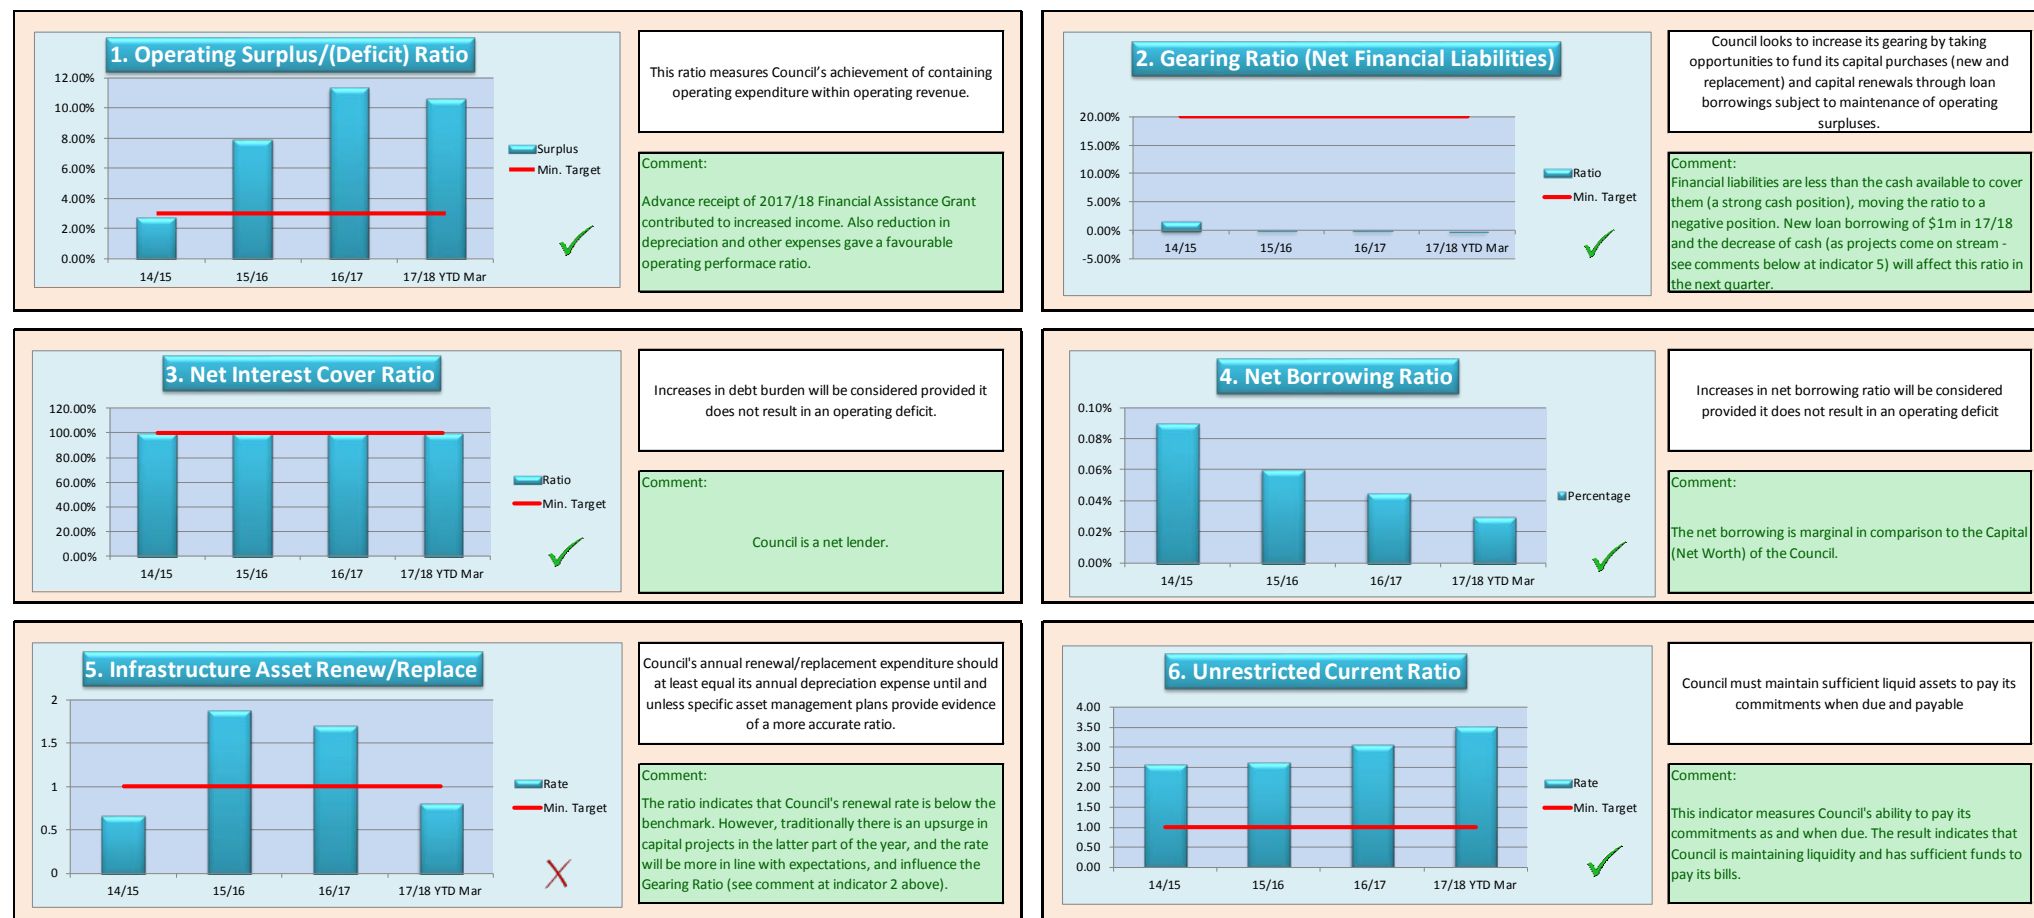 1. Operating Surplus/(Deficit) Ratio
12.00%
10.00%
8.00%
6.00%
4.00%
2.00%
0.00%
14/15
15/16
16/17
17/18 YTD Mar
Surplus
Min. Target
This ratio measures Council's achievement of containing
operating expenditure within operating revenue.
Comment:
Advance receipt of 2017/18 Financial Assistance Grant
contributed to increased income. Also reduction in
depreciation and other expenses gave a favourable
operating performace ratio.
2. Gearing Ratio (Net Financial Liabilities)
20.00%
15.00%
10.00%
5.00%
0.00%
-5.00%
14/15
15/16
16/17
17/18 YTD Mar
Ratio
Min. Target
Council looks to increase its gearing by taking
opportunities to fund its capital purchases (new and
replacement) and capital renewals through loan
borrowings subject to maintenance of operating
surpluses.
Comment:
Financial liabilities are less than the cash available to cover
them (a strong cash position), moving the ratio to a
negative position. New loan borrowing of $1m in 17/18
and the decrease of cash (as projects come on stream -
see comments below at indicator 5) will affect this ratio in
the next quarter.
3. Net Interest Cover Ratio
120.00%
100.00%
80.00%
60.00%
40.00%
20.00%
0.00%
14/15
15/16
16/17
17/18 YTD Mar
Ratio
Min. Target
Increases in debt burden will be considered provided it
does not result in an operating deficit.
Comment:
Council is a net lender.
4. Net Borrowing Ratio
0.10%
0.08%
0.06%
0.04%
0.02%
0.00%
14/15
15/16
16/17
17/18 YTD Mar
Percentage
Increases in net borrowing ratio will be considered
provided it does not result in an operating deficit
Comment:
The net borrowing is marginal in comparison to the Capital
(Net Worth) of the Council.
5. Infrastructure Asset Renew/Replace
2
1.5
1
0.5
0
14/15
15/16
16/17
17/18 YTD Mar
Rate
Min. Target
Council's annual renewal/replacement expenditure should
at least equal its annual depreciation expense until and
unless specific asset management plans provide evidence
of a more accurate ratio.
Comment:
The ratio indicates that Council's renewal rate is below the
benchmark. However, traditionally there is an upsurge in
capital projects in the latter part of the year, and the rate
will be more in line with expectations, and influence the
Gearing Ratio (see comment at indicator 2 above).
6. Unrestricted Current Ratio
4.00
3.50
3.00
2.50
2.00
1.50
1.00
0.50
0.00
14/15
15/16
16/17
17/18 YTD Mar
Rate
Min. Target
Council must maintain sufficient liquid assets to pay its
commitments when due and payable
Comment:
This indicator measures Council's ability to pay its
commitments as and when due. The result indicates that
Council is maintaining liquidity and has sufficient funds to
pay its bills.